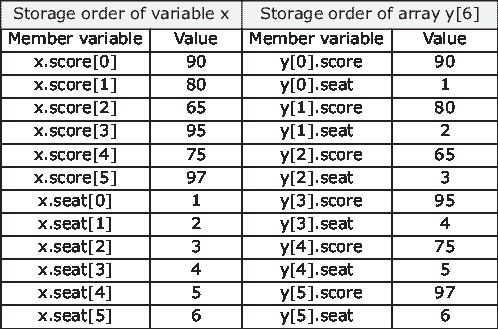 Storage order of variable x Storage order of array y[6]
Member variable Value Member variable Value
x.score[0] 90 y[0].score 90
x.score[1] 80 y[0].seat 1
x.score[2] 65 y[1].score 80
x.score[3] 95 y[1].seat 2
x.score[4] 75 y[2].score 65
x.score[5] 97 y[2].seat 3
x.seat[0] 1 y[3].score 95
x.seat[1] 2 y[3].seat 4
x.seat[2] 3 y[4].score 75
x.seat[3] 4 y[4].seat 5
x.seat[4] 5 y[5].score 97
x.seat[5] 6 y[5].seat 6